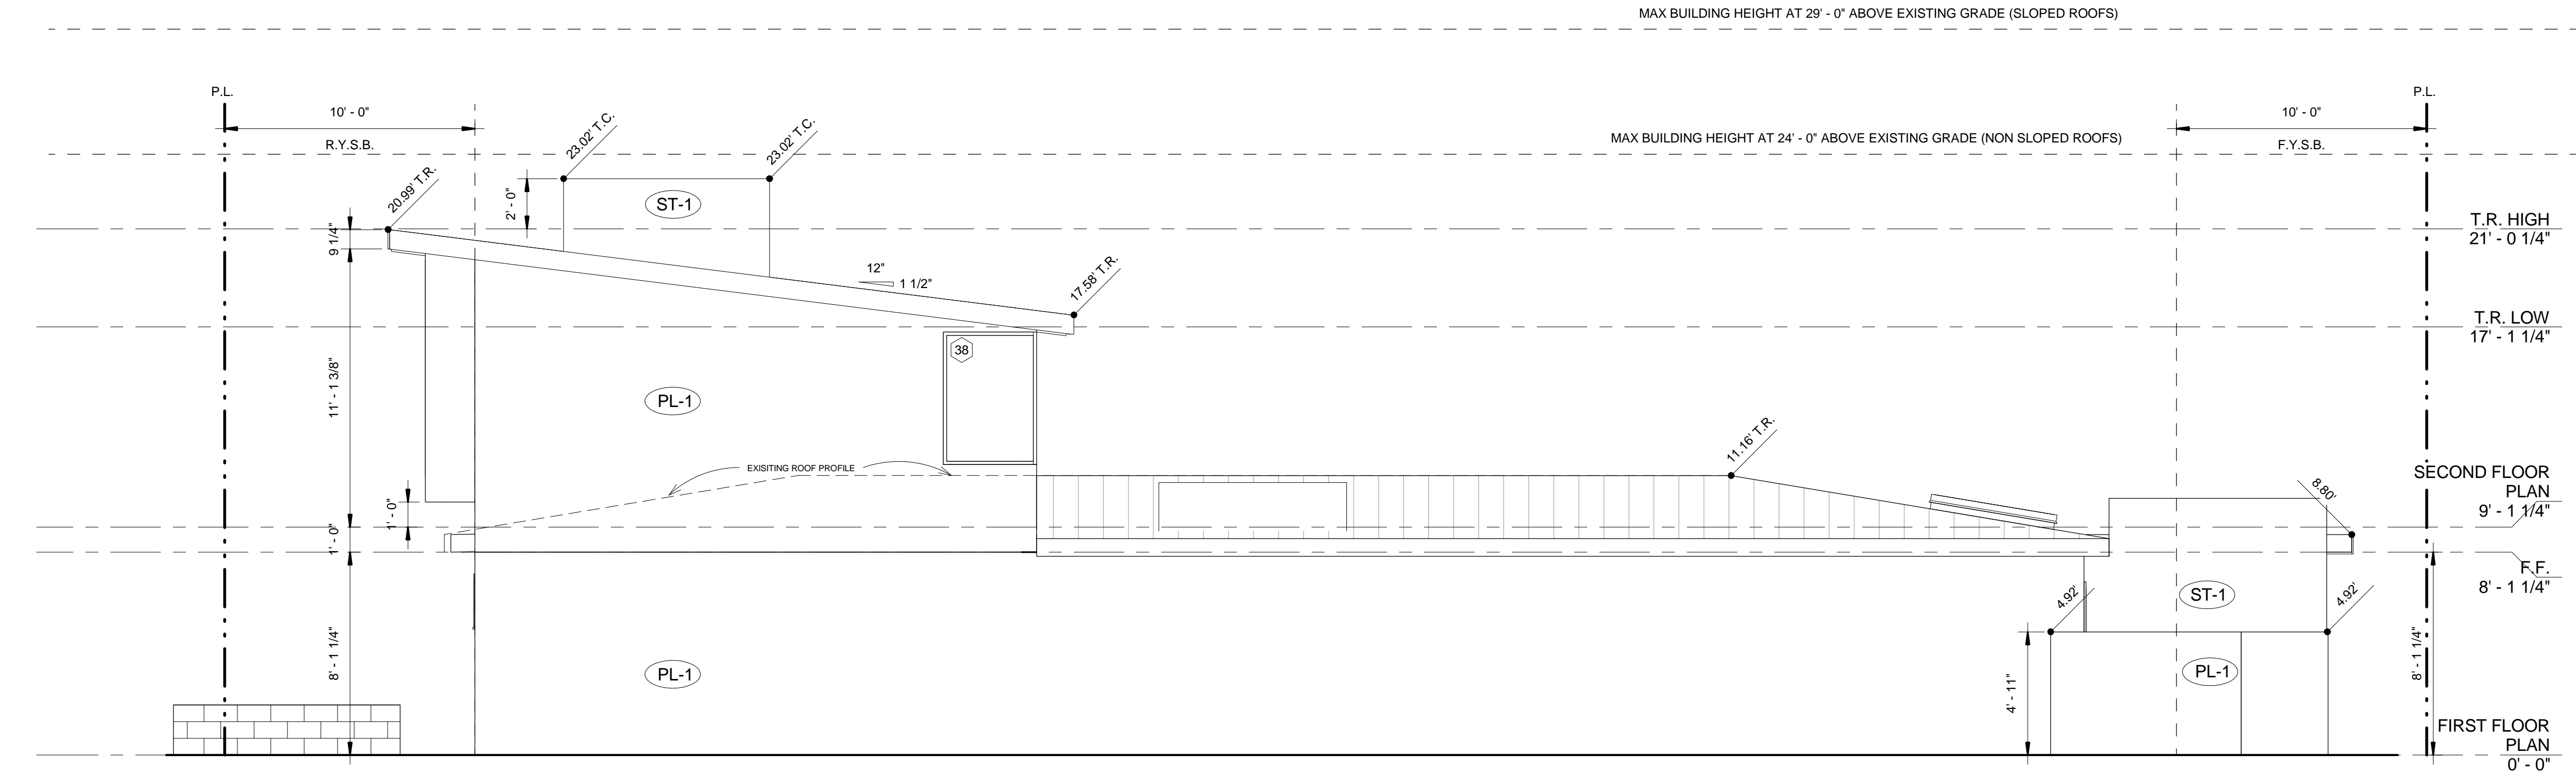 MAX BUILDING HEIGHT AT 29' - 0" ABOVE EXISTING GRADE (SLOPED ROOFS)
P.L.
P.L.
10' - 0"
10' - 0"
R.Y.S.B.
MAX BUILDING HEIGHT AT 24' - 0" ABOVE EXISTING GRADE (NON SLOPED ROOFS)
F.Y.S.B.
23.02' T.C.
23.02' T.C.
20.99' T.R.
2' - 0"
ST-1
9 1/4"
T.R. HIGH
21' - 0 1/4"
12"
1 1/2"
17.58' T.R.
T.R. LOW
17' - 1 1/4"
38
11' - 1 3/8"
PL-1
11.16' T.R.
EXISITING ROOF PROFILE
SECOND FLOOR
PLAN
9' - 1 1/4"
8.80'
1' - 0"
1' - 0"
F.F.
8' - 1 1/4"
4.92'
ST-1
4.92'
8' - 1 1/4"
PL-1
4' - 11"
PL-1
8' - 1 1/4"
FIRST FLOOR
PLAN
0' - 0"